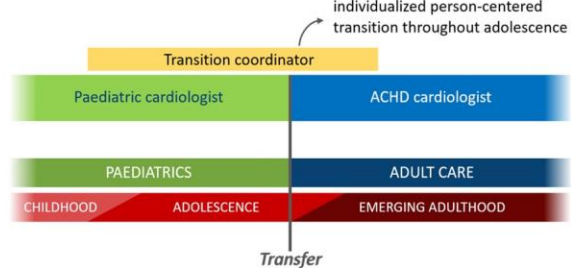 individualized person-centered
transition throughout adolescence
Transition coordinator
Paediatric cardiologist
ACHD cardiologist
PAEDIATRICS
ADULT CARE
CHILDHOOD
ADOLESCENCE
EMERGING ADULTHOOD
Transfer